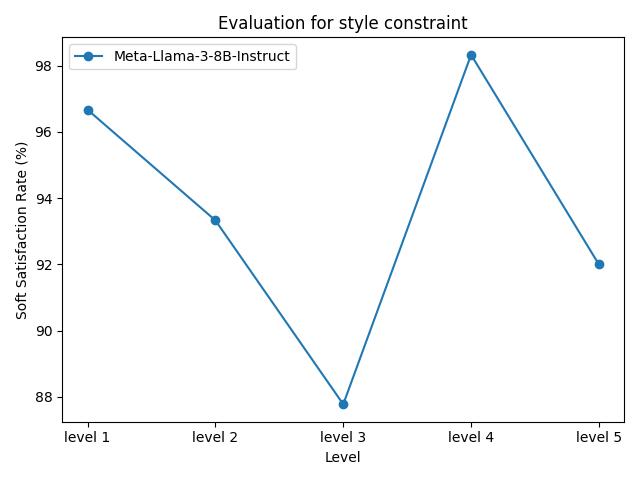 Evaluation for style constraint
Meta-Llama-3-8B-Instruct
Soft Satisfaction Rate (%)
98
96
94
92
90
88
level 1
level 2
level 3
level 4
level 5
Level